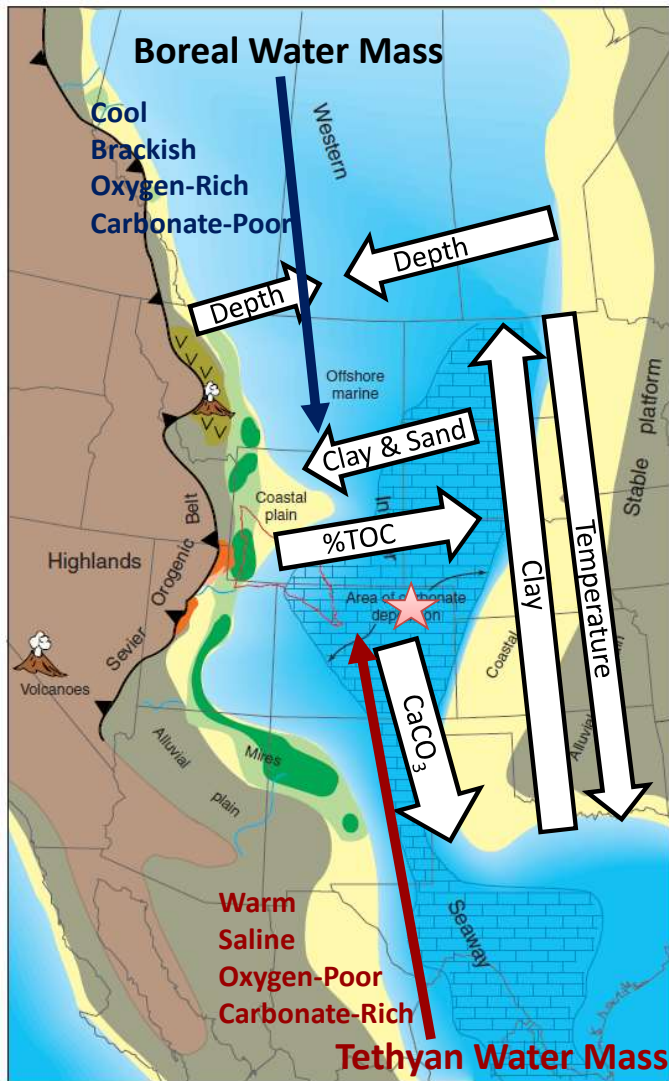 Boreal Water Mass
Cool
Brackish
Oxygen-Rich
Carbonate-Poor
Western
Depth
Depth
Offshore
marine
Clay & Sand
Coastal
plain
%TOC
Belt
Orogenic
Sevier
Highlands
Volcanoes
Area of carbonate
Clay
Temperature
Stable platform
Coastal
Alluvial
CaCO₃
Mires
Alluvial
plain
Seaway
Warm
Saline
Oxygen-Poor
Carbonate-Rich
Tethyan Water Mass